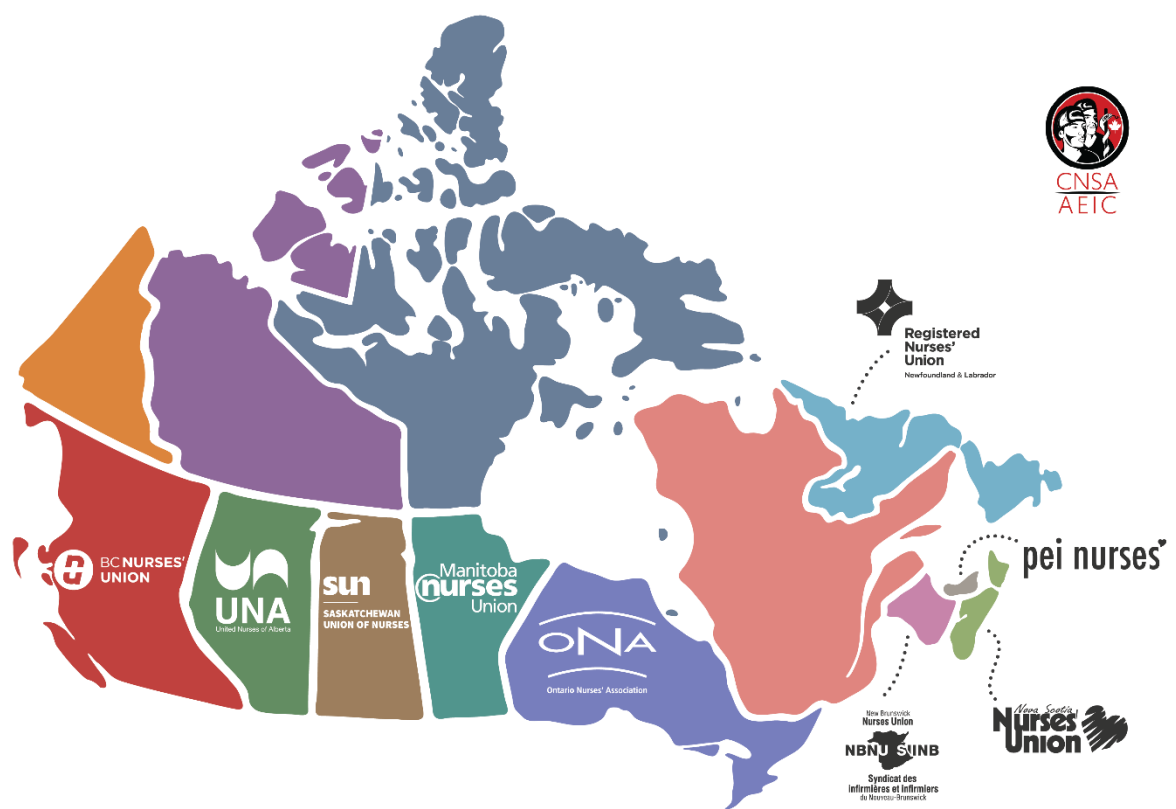 CNSA
AEIC
Registered
Nurses'
Union
Newfoundland & Labrador
BC NURSES'
UNION
UNA
United Nurses of Alberta
sun
SASKATCHEWAN
UNION OF NURSES
Manitoba
nurses
Union
ONA
Ontario Nurses' Association
pei nurses
New Brunswick
Nurses Union
NBNU SIINB
Syndicat des
infirmières et infirmiers
du Nouveau-Brunswick
Nova Scotia
Nurses'
Union